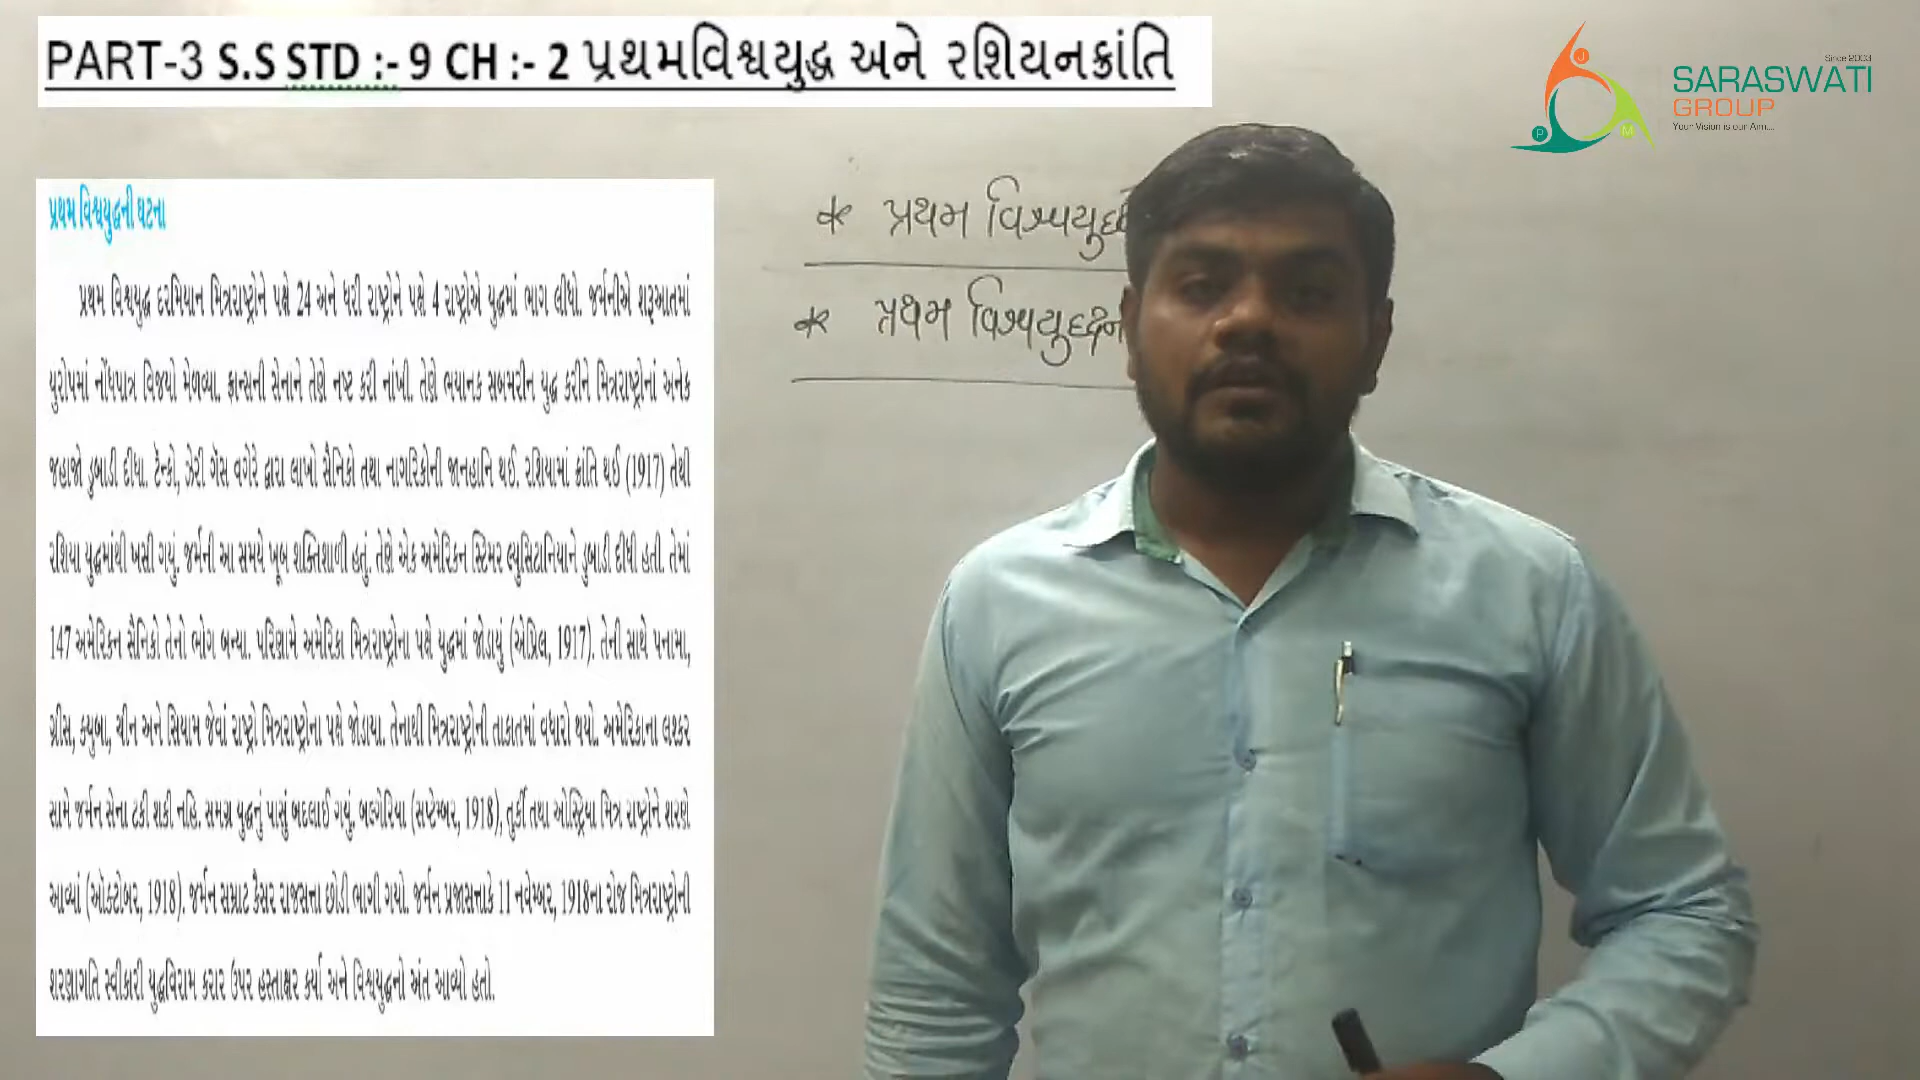 PART-3 S.S STD :- 9 CH :- 2 પ્રથમવિશ્વયુદ્ધ અને રશિયનક્રાંતિ
Since 2003
SARASWATI
GROUP
Your Vision is our Aim....
J
P
M
પ્રથમ વિશ્વયુદ્ધની ઘટના
પ્રથમ વિશ્વયુદ્ધ દરમિયાન મિત્રરાષ્ટ્રોને પક્ષે 24 અને ધરી રાષ્ટ્રોને પક્ષે 4 રાષ્ટ્રોએ યુદ્ધમાં ભાગ લીધો. જર્મનીએ શરૂઆતમાં
યુરોપમાં નોંધપાત્ર વિજયો મેળવ્યા. ફ્રાન્સની સેનાને તેણે નષ્ટ કરી નાંખી. તેણે ભયાનક સબમરીન યુદ્ધ કરીને મિત્રરાષ્ટ્રોનાં અનેક
જહાજો ડુબાડી દીધા. ટૅન્કો, ઝેરી ગૅસ વગેરે દ્વારા લાખો સૈનિકો તથા નાગરિકોની જાનહાનિ થઈ. રશિયામાં ક્રાંતિ થઈ (1917) તેથી
રશિયા યુદ્ધમાંથી ખસી ગયું. જર્મની આ સમયે ખૂબ શક્તિશાળી હતું. તેણે એક અમેરિકન સ્ટિમર લ્યુસિટાનિયાને ડુબાડી દીધી હતી. તેમાં
147 અમેરિકન સૈનિકો તેનો ભોગ બન્યા. પરિણામે અમેરિકા મિત્રરાષ્ટ્રોના પક્ષે યુદ્ધમાં જોડાયું (એપ્રિલ, 1917). તેની સાથે પનામા,
ગ્રીસ, ક્યુબા, ચીન અને સિયામ જેવાં રાષ્ટ્રો મિત્રરાષ્ટ્રોના પક્ષે જોડાયા. તેનાથી મિત્રરાષ્ટ્રોની તાકાતમાં વધારો થયો. અમેરિકાના લશ્કર
સામે જર્મન સેના ટકી શકી નહિ. સમગ્ર યુદ્ધનું પાસું બદલાઈ ગયું. બલ્ગેરિયા (સપ્ટેમ્બર, 1918), તુર્કી તથા ઓસ્ટ્રિયા મિત્ર રાષ્ટ્રોને શરણે
આવ્યાં (ઑક્ટોબર, 1918). જર્મન સમ્રાટ કૈસર રાજસત્તા છોડી ભાગી ગયો. જર્મન પ્રજાસત્તાકે 11 નવેમ્બર, 1918ના રોજ મિત્રરાષ્ટ્રોની
શરણાગતિ સ્વીકારી યુદ્ધવિરામ કરાર ઉપર હસ્તાક્ષર કર્યા અને વિશ્વયુદ્ધનો અંત આવ્યો હતો.
* પ્રથમ વિશ્વયુદ્ધ
* પ્રથમ વિશ્વયુદ્ધન